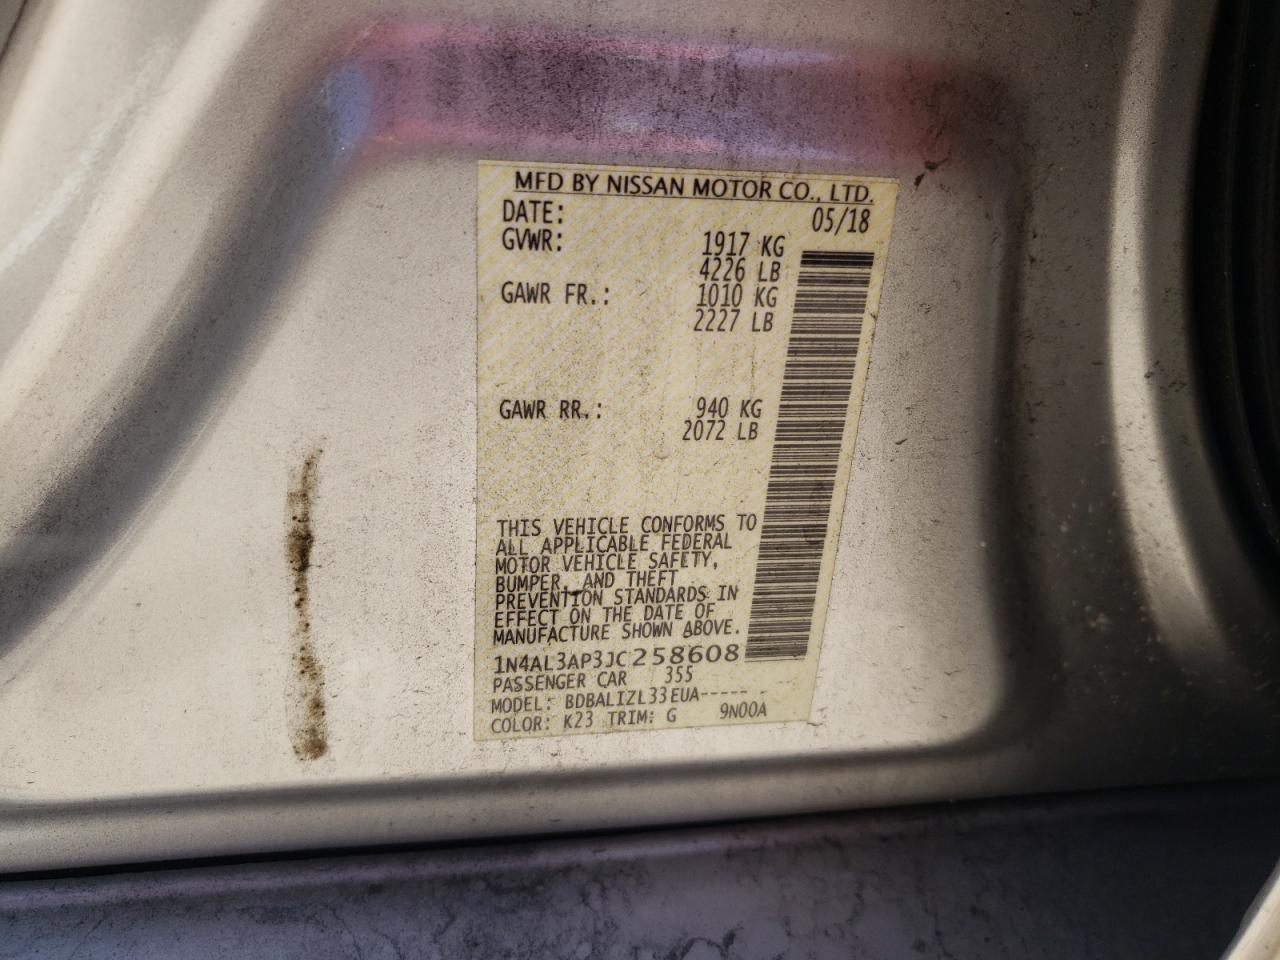 MFD BY NISSAN MOTOR CO., LTD.
DATE: 05/18
GVWR: 1917 KG
4226 LB
GAWR FR.: 1010 KG
2227 LB
GAWR RR.: 940 KG
2072 LB
THIS VEHICLE CONFORMS TO
ALL APPLICABLE FEDERAL
MOTOR VEHICLE SAFETY,
BUMPER, AND THEFT
PREVENTION STANDARDS IN
EFFECT ON THE DATE OF
MANUFACTURE SHOWN ABOVE.
1N4AL3AP3JC258608
PASSENGER CAR 355
MODEL: BDBALIZL33EUA----- -
COLOR: K23 TRIM: G 9N00A